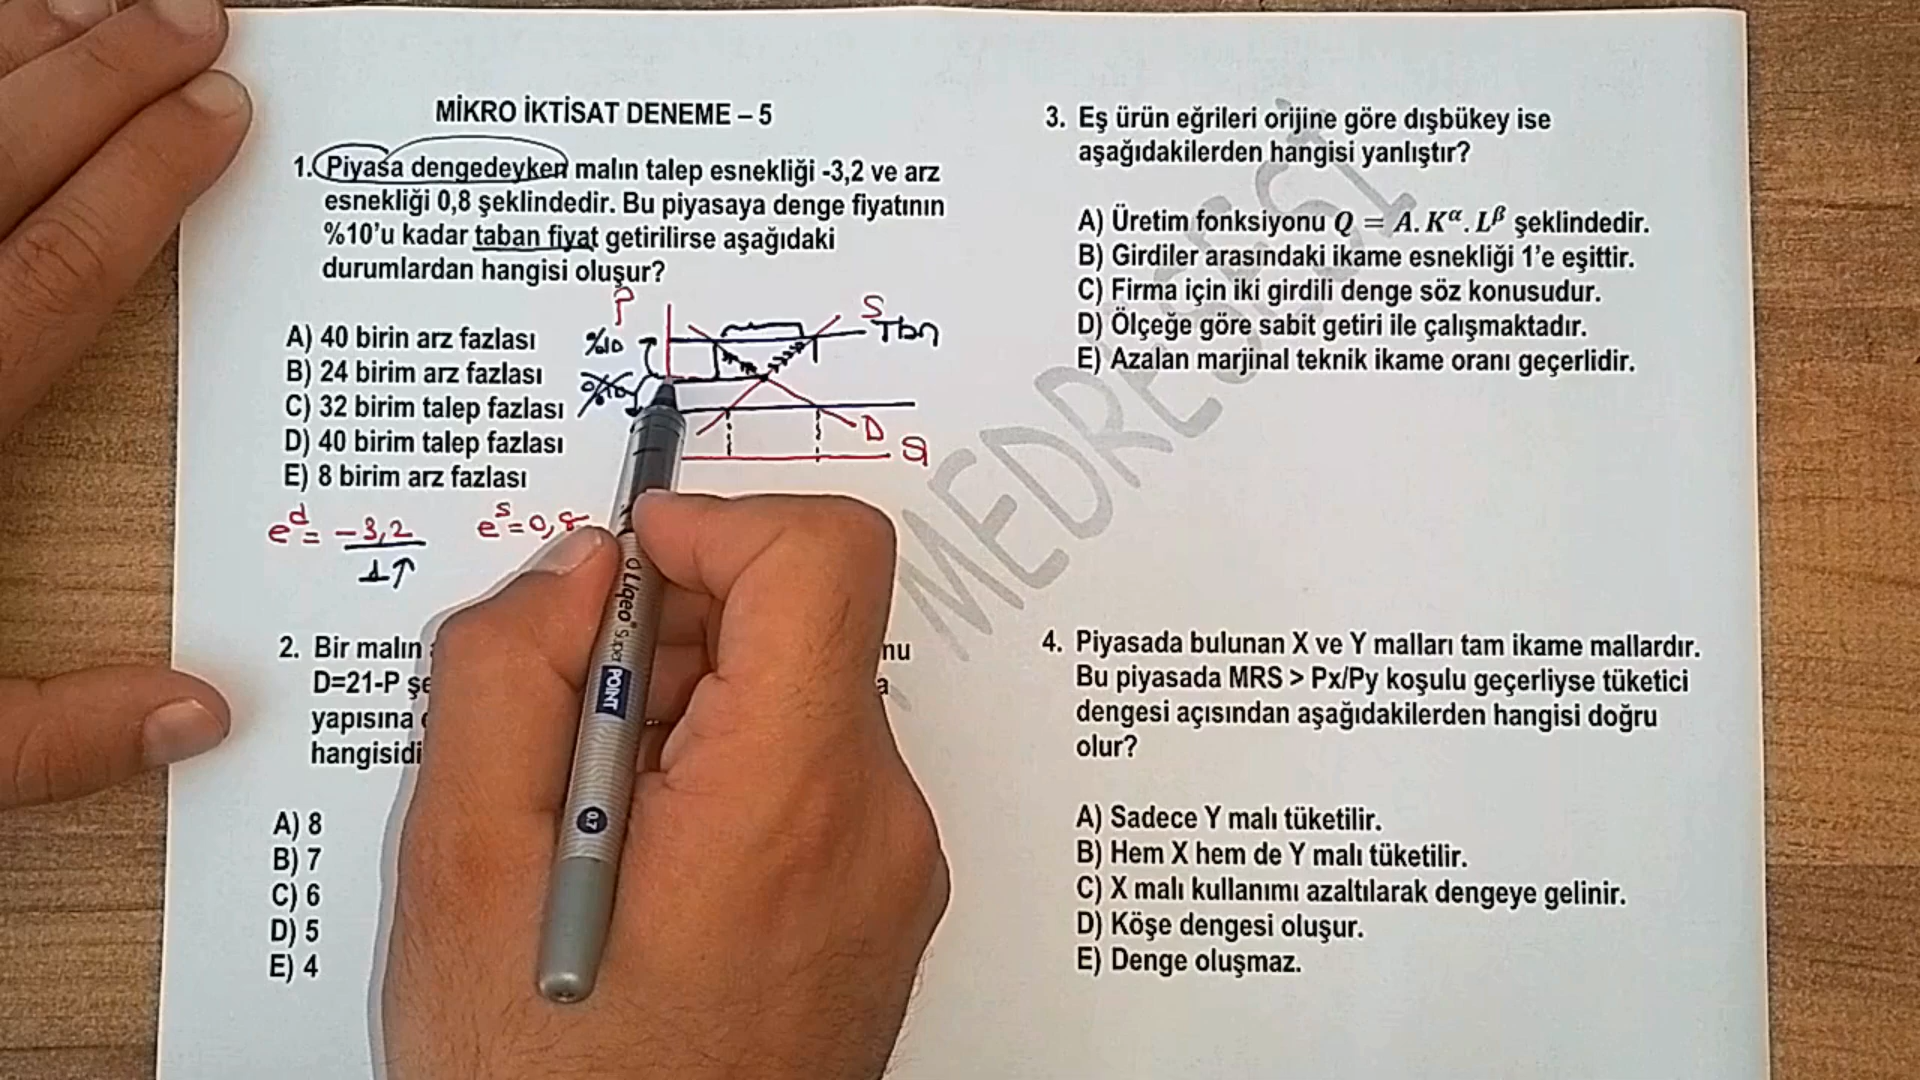 MİKRO İKTİSAT DENEME – 5
1. Piyasa dengedeyken malın talep esnekliği -3,2 ve arz
esnekliği 0,8 şeklindedir. Bu piyasaya denge fiyatının
%10'u kadar taban fiyat getirilirse aşağıdaki
durumlardan hangisi oluşur?
A) 40 birin arz fazlası
B) 24 birim arz fazlası
C) 32 birim talep fazlası
D) 40 birim talep fazlası
E) 8 birim arz fazlası
P
S
Tbn
%10
%10
D
Q
e^d = -3,2
1↑
e^s = 0,8
2. Bir malın
nu
D=21-P
yapısına
A) 8
B) 7
C) 6
D) 5
E) 4
3. Eş ürün eğrileri orijine göre dışbükey ise
aşağıdakilerden hangisi yanlıştır?
A) Üretim fonksiyonu Q = A.K^α.L^β şeklindedir.
B) Girdiler arasındaki ikame esnekliği 1'e eşittir.
C) Firma için iki girdili denge söz konusudur.
D) Ölçeğe göre sabit getiri ile çalışmaktadır.
E) Azalan marjinal teknik ikame oranı geçerlidir.
4. Piyasada bulunan X ve Y malları tam ikame mallardır.
Bu piyasada MRS > Px/Py koşulu geçerliyse tüketici
dengesi açısından aşağıdakilerden hangisi doğru
olur?
A) Sadece Y malı tüketilir.
B) Hem X hem de Y malı tüketilir.
C) X malı kullanımı azaltılarak dengeye gelinir.
D) Köşe dengesi oluşur.
E) Denge oluşmaz.
MEDRESESİ
Liqeo Super
POINT
0.7